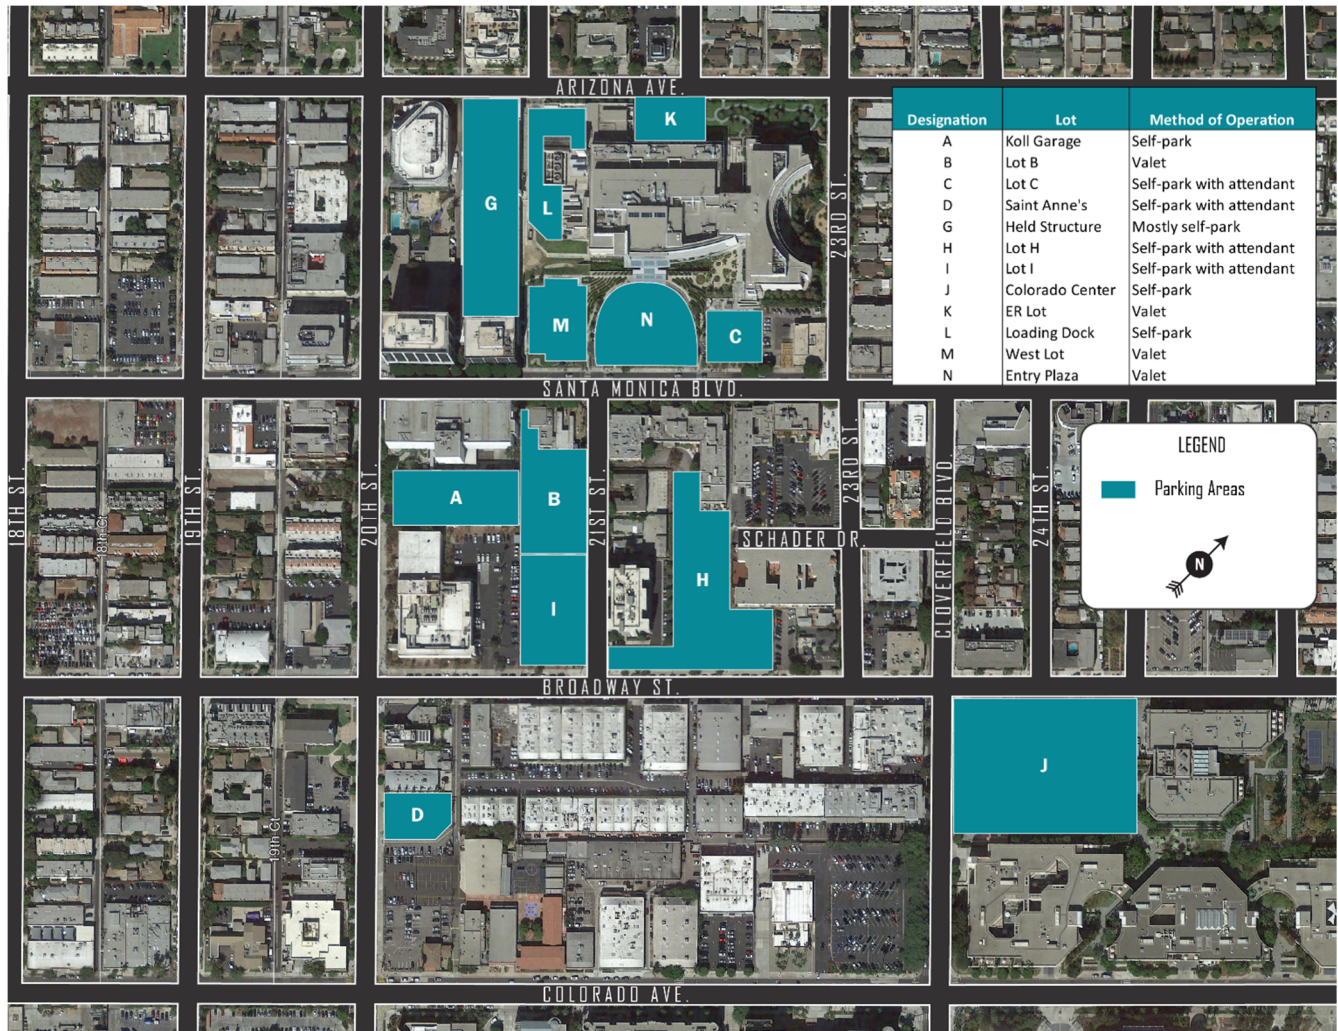 ARIZONA AVE.
Designation Lot Method of Operation
A Koll Garage Self-park
B Lot B Valet
C Lot C Self-park with attendant
D Saint Anne's Self-park with attendant
G Held Structure Mostly self-park
H Lot H Self-park with attendant
I Lot I Self-park with attendant
J Colorado Center Self-park
K ER Lot Valet
L Loading Dock Self-park
M West Lot Valet
N Entry Plaza Valet
K
G
L
23RD ST.
M
N
C
SANTA MONICA BLVD.
LEGEND
Parking Areas
N
18TH ST.
18th Ct
19TH ST.
20TH ST.
A
B
21ST ST.
23RD ST.
CLOVERFIELD BLVD.
24TH ST.
SCHADER DR.
H
I
BROADWAY ST.
J
D
19th Ct
COLORADO AVE.